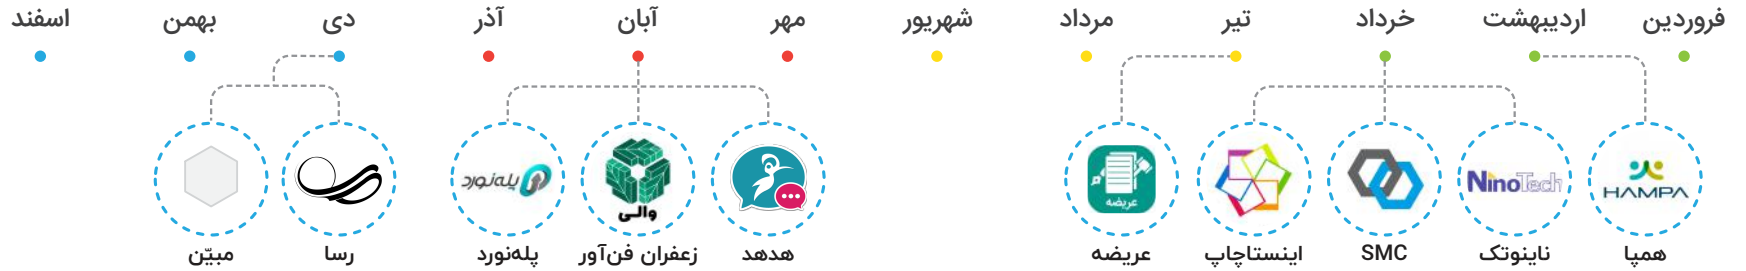 فروردین اردیبهشت خرداد تیر مرداد شهریور مهر آبان آذر دی بهمن اسفند
HAMPA
NinoTech
عریضه
والی
پله‌نورد
همپا ناینوتک SMC اینستاچاپ عریضه هدهد زعفران فن‌آور پله‌نورد رسا مبیّن